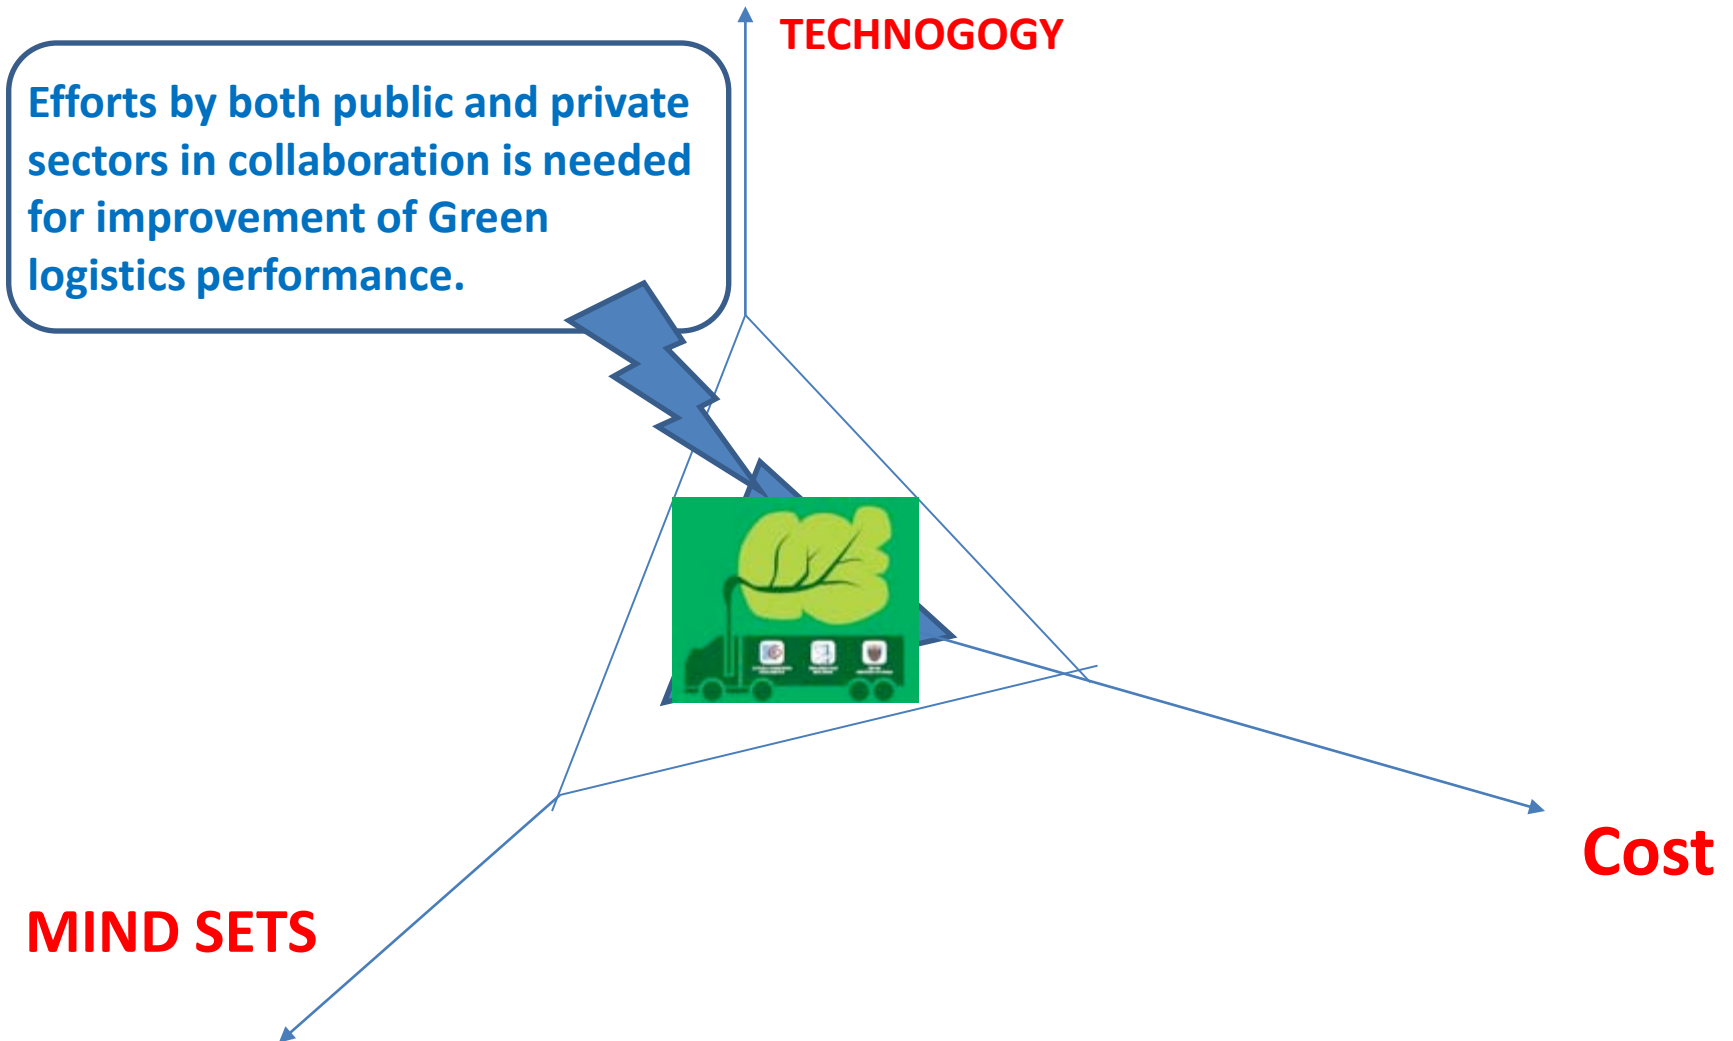 TECHNOGOGY
Efforts by both public and private
sectors in collaboration is needed
for improvement of Green
logistics performance.
Cost
MIND SETS